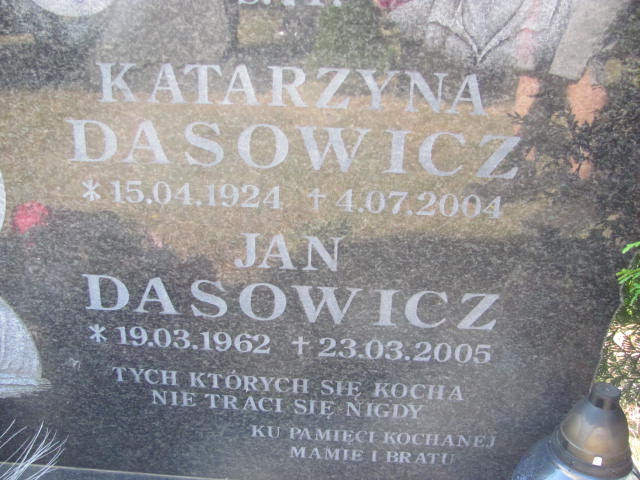 Ś.P.
KATARZYNA
DASOWICZ
* 15.04.1924 † 4.07.2004
JAN
DASOWICZ
* 19.03.1962 † 23.03.2005
TYCH KTÓRYCH SIĘ KOCHA
NIE TRACI SIĘ NIGDY
KU PAMIĘCI KOCHANEJ
MAMIE I BRATU